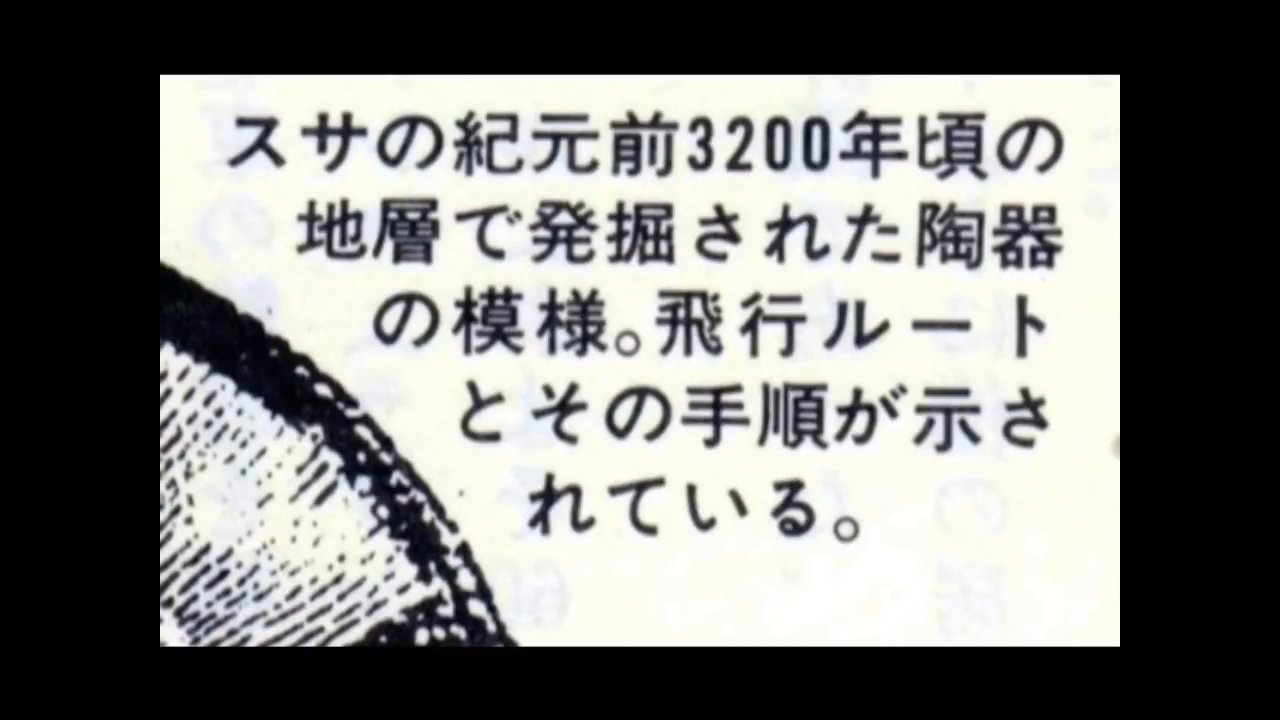 スサの紀元前3200年頃の
地層で発掘された陶器
の模様。飛行ルート
とその手順が示さ
れている。